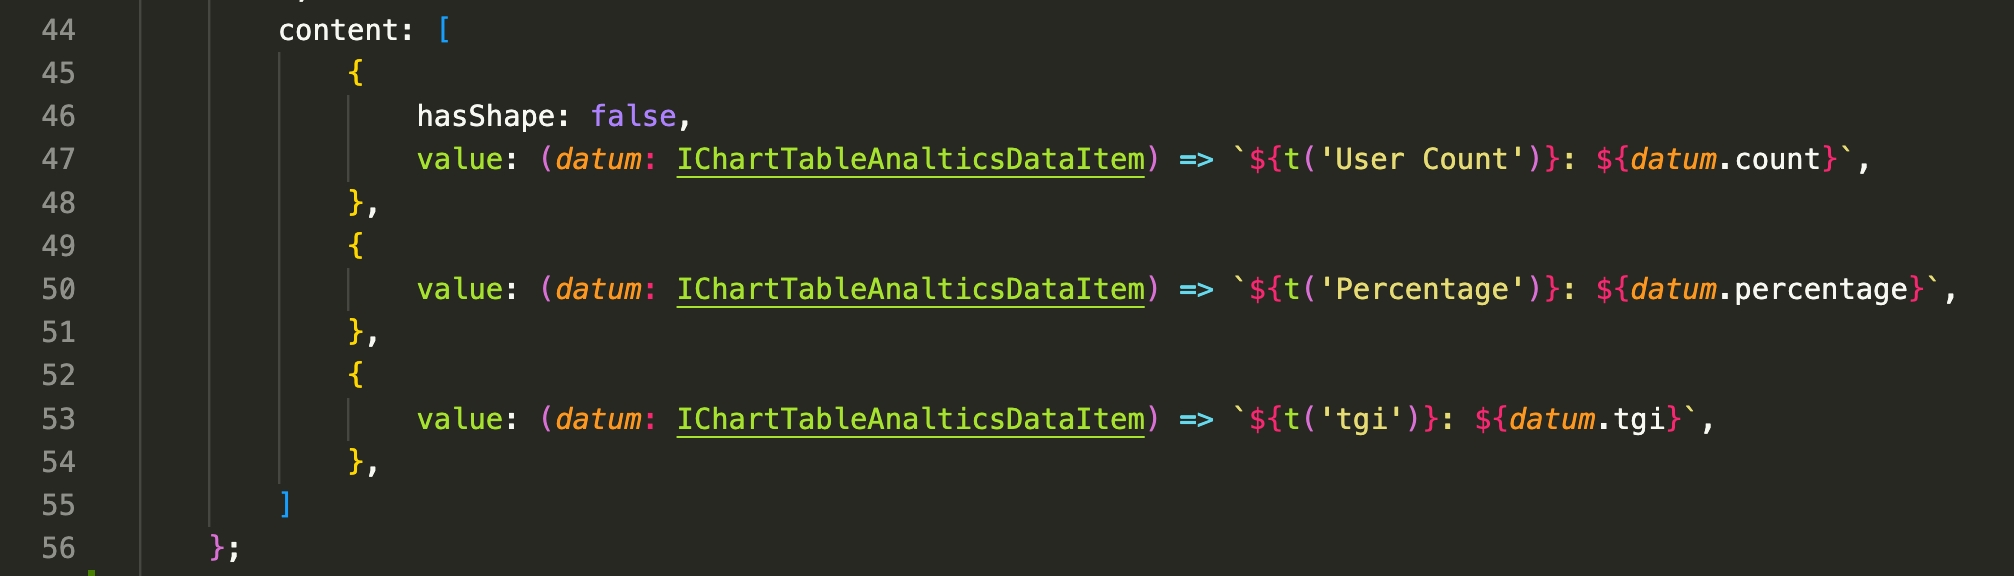 44 content: [
45 {
46 hasShape: false,
47 value: (datum: IChartTableAnalticsDataItem) => `${t('User Count')}: ${datum.count}`,
48 },
49 {
50 value: (datum: IChartTableAnalticsDataItem) => `${t('Percentage')}: ${datum.percentage}`,
51 },
52 {
53 value: (datum: IChartTableAnalticsDataItem) => `${t('tgi')}: ${datum.tgi}`,
54 },
55 ]
56 };